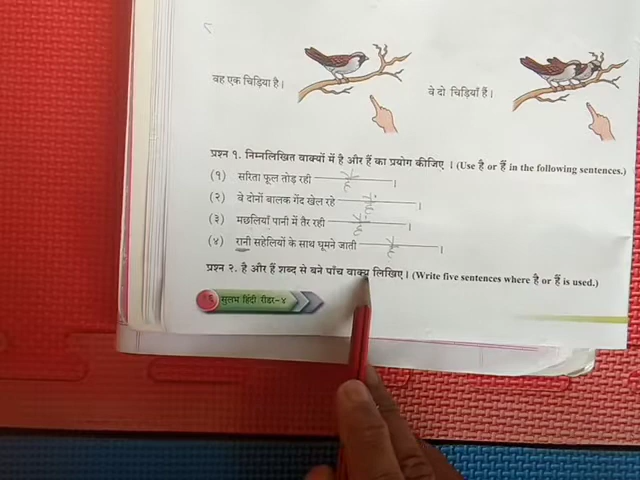 वह एक चिड़िया है।
वे दो चिड़ियाँ हैं।
प्रश्न १. निम्नलिखित वाक्यों में है और हैं का प्रयोग कीजिए । (Use है or हैं in the following sentences.)
(१) सरिता फूल तोड़ रही है ।
(२) वे दोनों बालक गेंद खेल रहे हैं ।
(३) मछलियाँ पानी में तैर रही हैं ।
(४) रानी सहेलियों के साथ घूमने जाती है ।
प्रश्न २. है और हैं शब्द से बने पाँच वाक्य लिखिए। (Write five sentences where है or हैं is used.)
सुलभ हिंदी रीडर-४